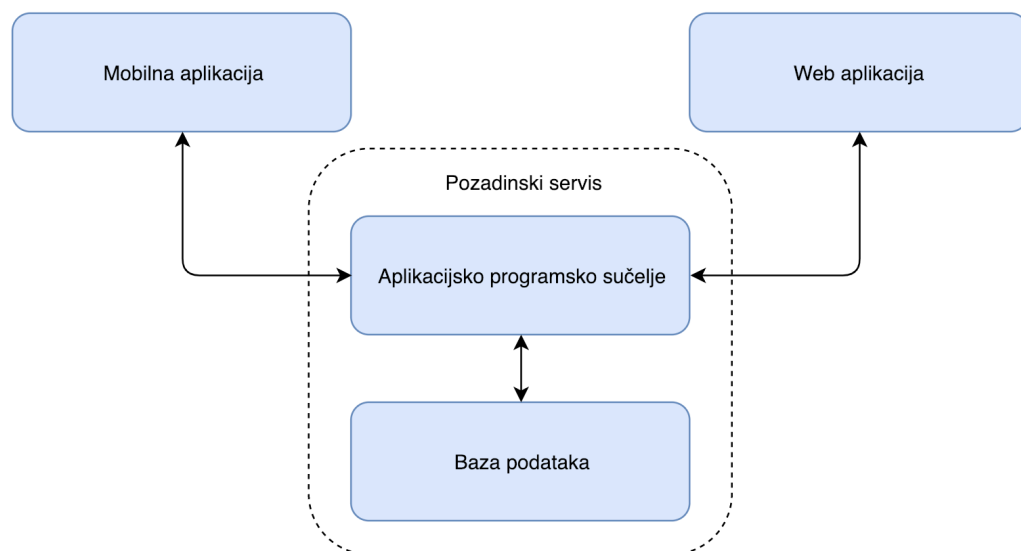 Mobilna aplikacija
Web aplikacija
Pozadinski servis
Aplikacijsko programsko sučelje
Baza podataka